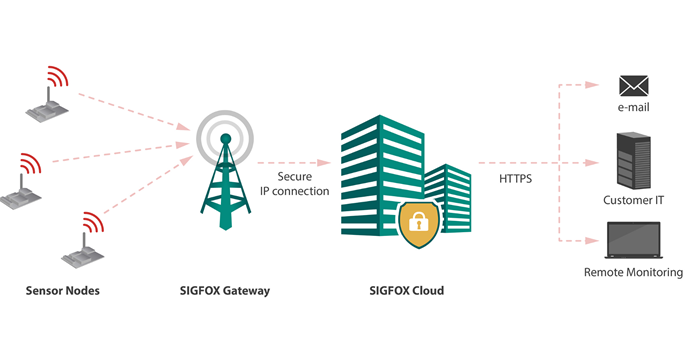 Sensor Nodes
SIGFOX Gateway
Secure
IP connection
SIGFOX Cloud
HTTPS
e-mail
Customer IT
Remote Monitoring